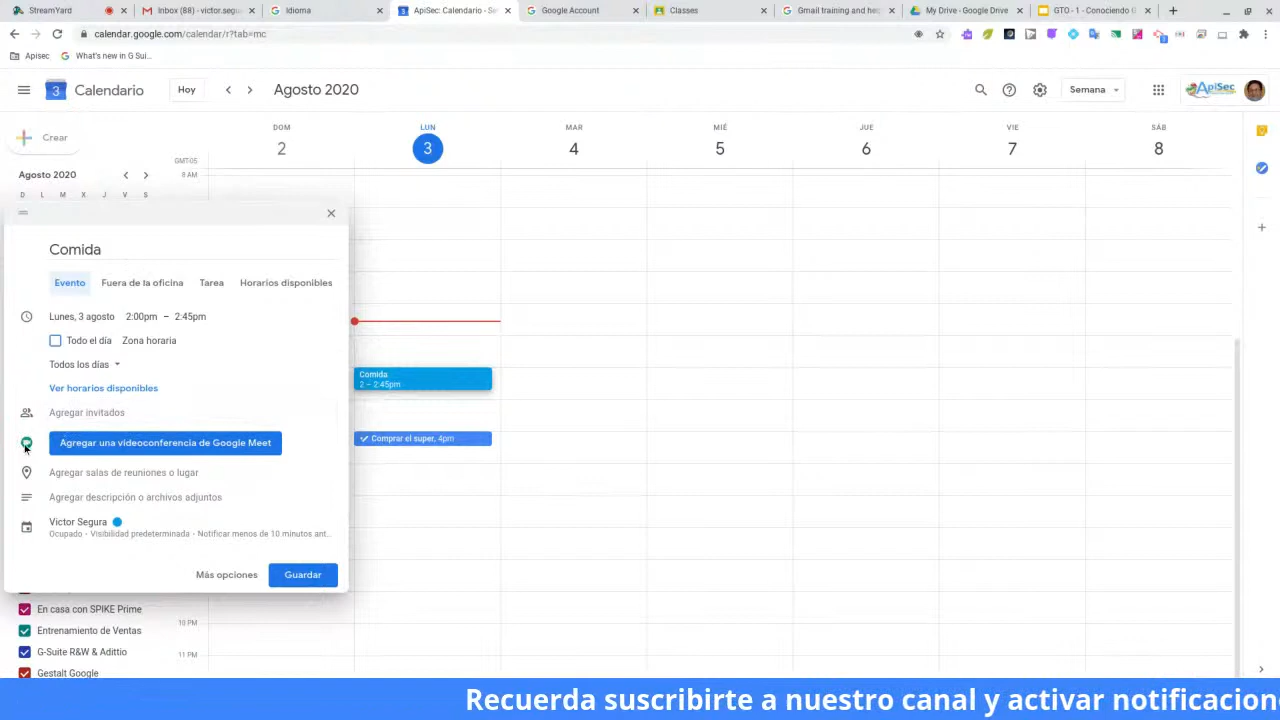 StreamYard
Inbox (88) - victor.segu
Idioma
ApiSec: Calendario - Se
Google Account
Classes
Gmail training and he
My Drive - Google Drive
GTO - 1 - Conociendo G
calendar.google.com/calendar/r?tab=mc
Apisec
What's new in G Sui...
3
Calendario
Hoy
Agosto 2020
Semana
ApiSec
Crear
DOM
LUN
MAR
MIÉ
JUE
VIE
SÁB
2
3
4
5
6
7
8
GMT-05
8 AM
Agosto 2020
D L M X J V S
Comida
Evento
Fuera de la oficina
Tarea
Horarios disponibles
Lunes, 3 agosto 2:00pm – 2:45pm
Todo el día Zona horaria
Todos los días
Ver horarios disponibles
Agregar invitados
Agregar una videoconferencia de Google Meet
Agregar salas de reuniones o lugar
Agregar descripción o archivos adjuntos
Victor Segura
Ocupado · Visibilidad predeterminada · Notificar menos de 10 minutos ant...
Más opciones
Guardar
Comida
2 – 2:45pm
Comprar el super, 4pm
En casa con SPIKE Prime
Entrenamiento de Ventas
G-Suite R&W & Adittio
Gestalt Google
10 PM
11 PM
Recuerda suscribirte a nuestro canal y activar notificacion